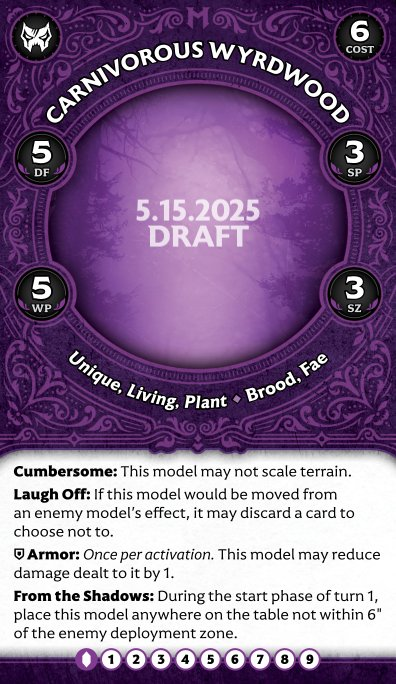 6
COST
CARNIVOROUS WYRDWOOD
5
DF
3
SP
5.15.2025
DRAFT
5
WP
3
SZ
Unique, Living, Plant ◆ Brood, Fae
Cumbersome: This model may not scale terrain.
Laugh Off: If this model would be moved from
an enemy model's effect, it may discard a card to
choose not to.
Armor: Once per activation. This model may reduce
damage dealt to it by 1.
From the Shadows: During the start phase of turn 1,
place this model anywhere on the table not within 6"
of the enemy deployment zone.
1 2 3 4 5 6 7 8 9